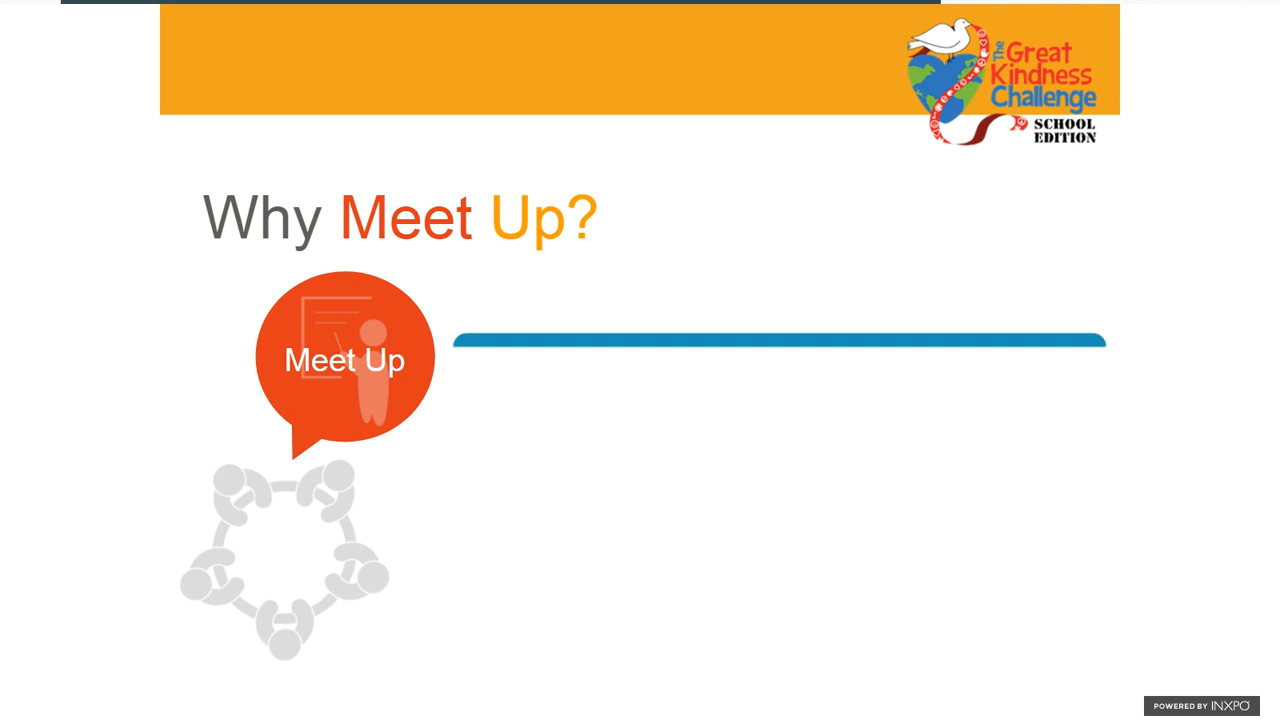 The Great
Kindness
Challenge
SCHOOL
EDITION
Why Meet Up?
Meet Up
POWERED BY INXPO